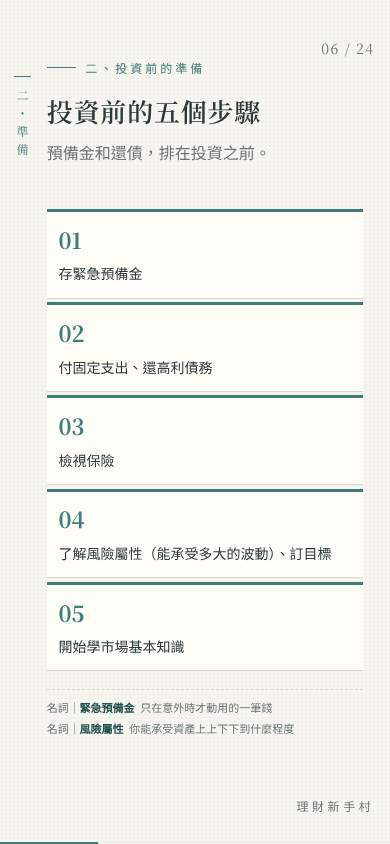 06 / 24
二、投資前的準備
二・準備
投資前的五個步驟
預備金和還債，排在投資之前。
01
存緊急預備金
02
付固定支出、還高利債務
03
檢視保險
04
了解風險屬性（能承受多大的波動）、訂目標
05
開始學市場基本知識
名詞｜緊急預備金 只在意外時才動用的一筆錢
名詞｜風險屬性 你能承受資產上上下下到什麼程度
理財新手村